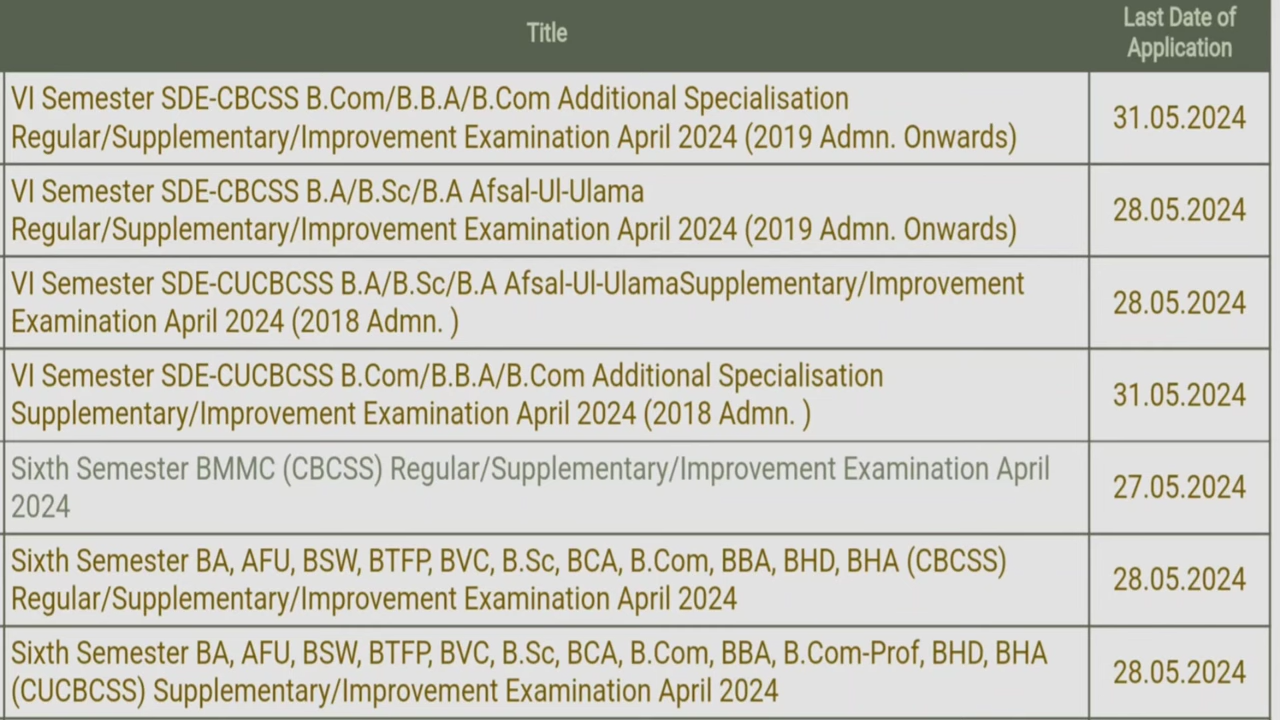 Title
Last Date of
Application
VI Semester SDE-CBCSS B.Com/B.B.A/B.Com Additional Specialisation
Regular/Supplementary/Improvement Examination April 2024 (2019 Admn. Onwards)
31.05.2024
VI Semester SDE-CBCSS B.A/B.Sc/B.A Afsal-Ul-Ulama
Regular/Supplementary/Improvement Examination April 2024 (2019 Admn. Onwards)
28.05.2024
VI Semester SDE-CUCBCSS B.A/B.Sc/B.A Afsal-Ul-UlamaSupplementary/Improvement
Examination April 2024 (2018 Admn. )
28.05.2024
VI Semester SDE-CUCBCSS B.Com/B.B.A/B.Com Additional Specialisation
Supplementary/Improvement Examination April 2024 (2018 Admn. )
31.05.2024
Sixth Semester BMMC (CBCSS) Regular/Supplementary/Improvement Examination April
2024
27.05.2024
Sixth Semester BA, AFU, BSW, BTFP, BVC, B.Sc, BCA, B.Com, BBA, BHD, BHA (CBCSS)
Regular/Supplementary/Improvement Examination April 2024
28.05.2024
Sixth Semester BA, AFU, BSW, BTFP, BVC, B.Sc, BCA, B.Com, BBA, B.Com-Prof, BHD, BHA
(CUCBCSS) Supplementary/Improvement Examination April 2024
28.05.2024